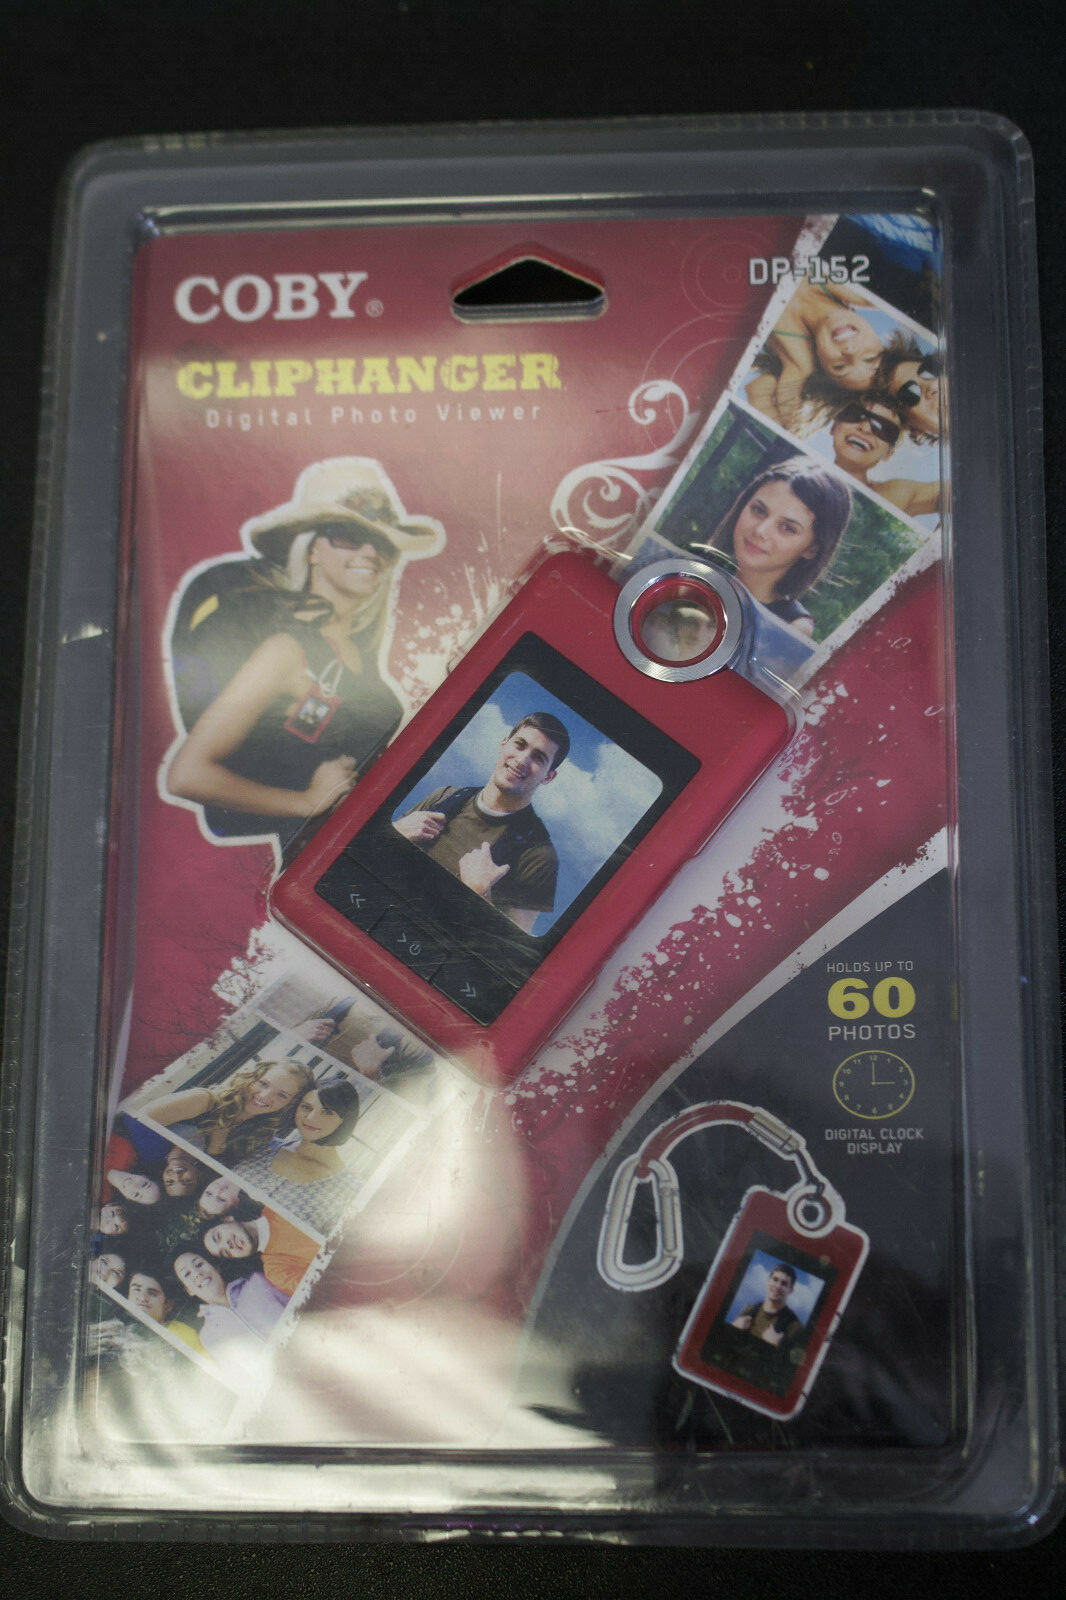 COBY®
DP-152
CLIPHANGER
Digital Photo Viewer
HOLDS UP TO
60
PHOTOS
DIGITAL CLOCK
DISPLAY